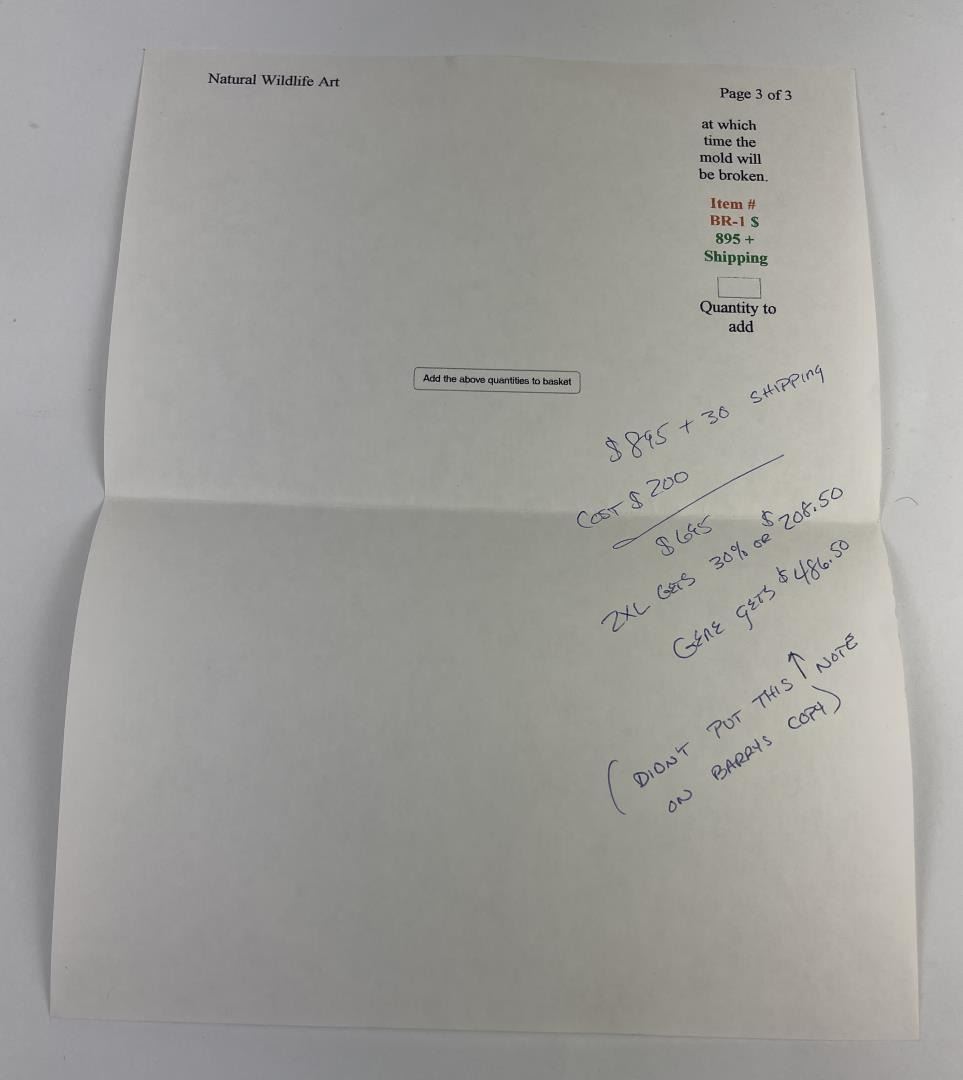 Natural Wildlife Art
Page 3 of 3
at which
time the
mold will
be broken.
Item #
BR-1 $
895 +
Shipping
Quantity to
add
Add the above quantities to basket
$895 + 30 SHIPPING
COST $200
$695
2XL GETS 30% OR $208.50
GENE GETS $486.50
(DIDNT PUT THIS ↑ NOTE
ON BARRYS COPY)